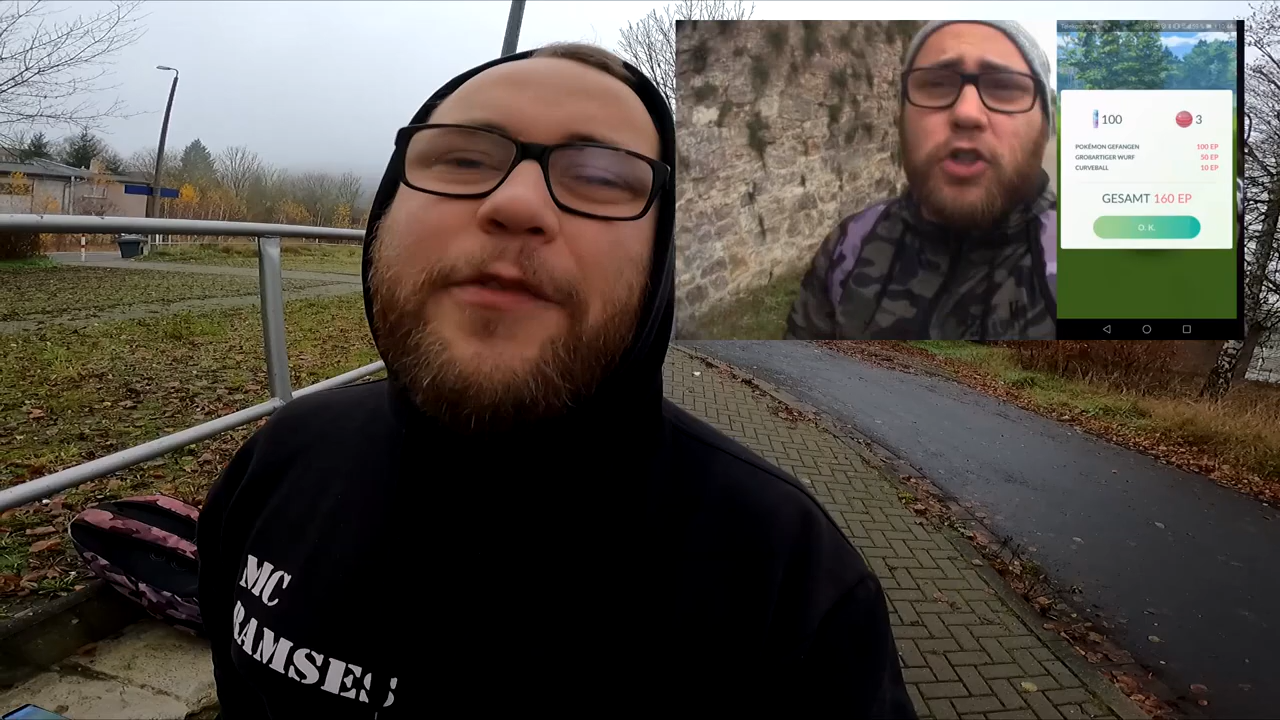 MC
RAMSES
100
3
POKÉMON GEFANGEN 100 EP
GROßARTIGER WURF 50 EP
CURVEBALL 10 EP
GESAMT 160 EP
O. K.